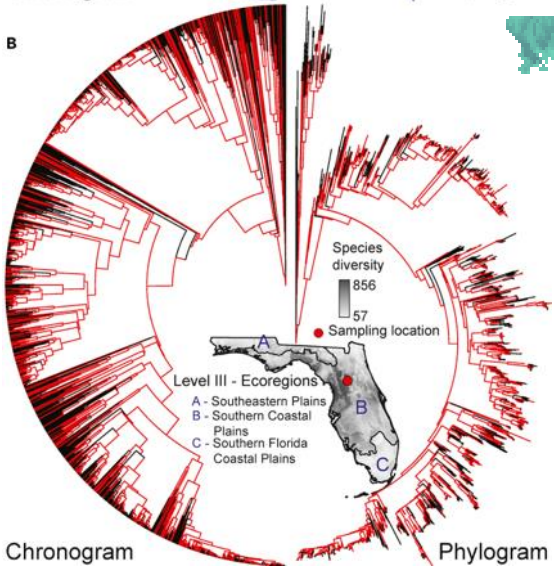 B
Species
diversity
856
57
Sampling location
A
Level III - Ecoregions
A - Southeastern Plains
B - Southern Coastal
Plains
C - Southern Florida
Coastal Plains
B
C
Chronogram
Phylogram